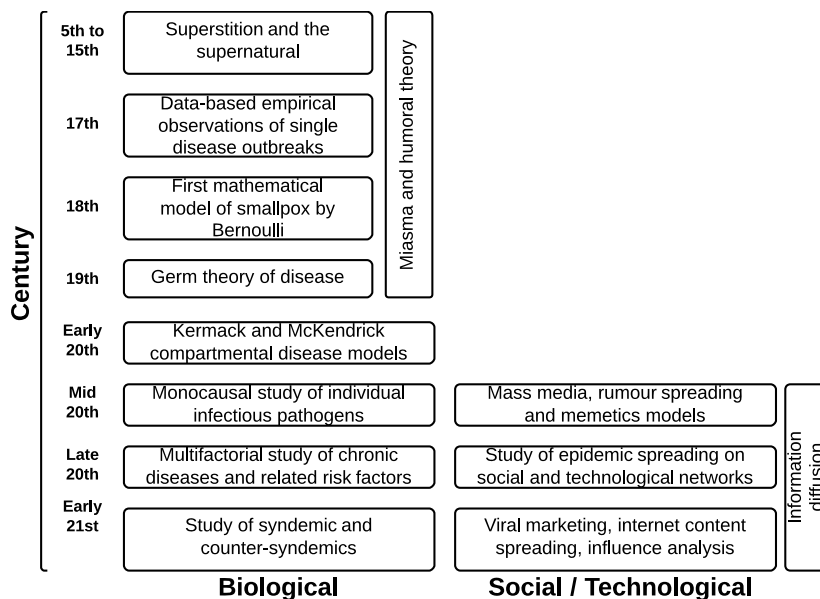 Century
5th to
15th
Superstition and the
supernatural
17th
Data-based empirical
observations of single
disease outbreaks
18th
First mathematical
model of smallpox by
Bernoulli
19th
Germ theory of disease
Miasma and humoral theory
Early
20th
Kermack and McKendrick
compartmental disease models
Mid
20th
Monocausal study of individual
infectious pathogens
Mass media, rumour spreading
and memetics models
Late
20th
Multifactorial study of chronic
diseases and related risk factors
Study of epidemic spreading on
social and technological networks
Early
21st
Study of syndemic and
counter-syndemics
Viral marketing, internet content
spreading, influence analysis
Information
diffusion
Biological
Social / Technological